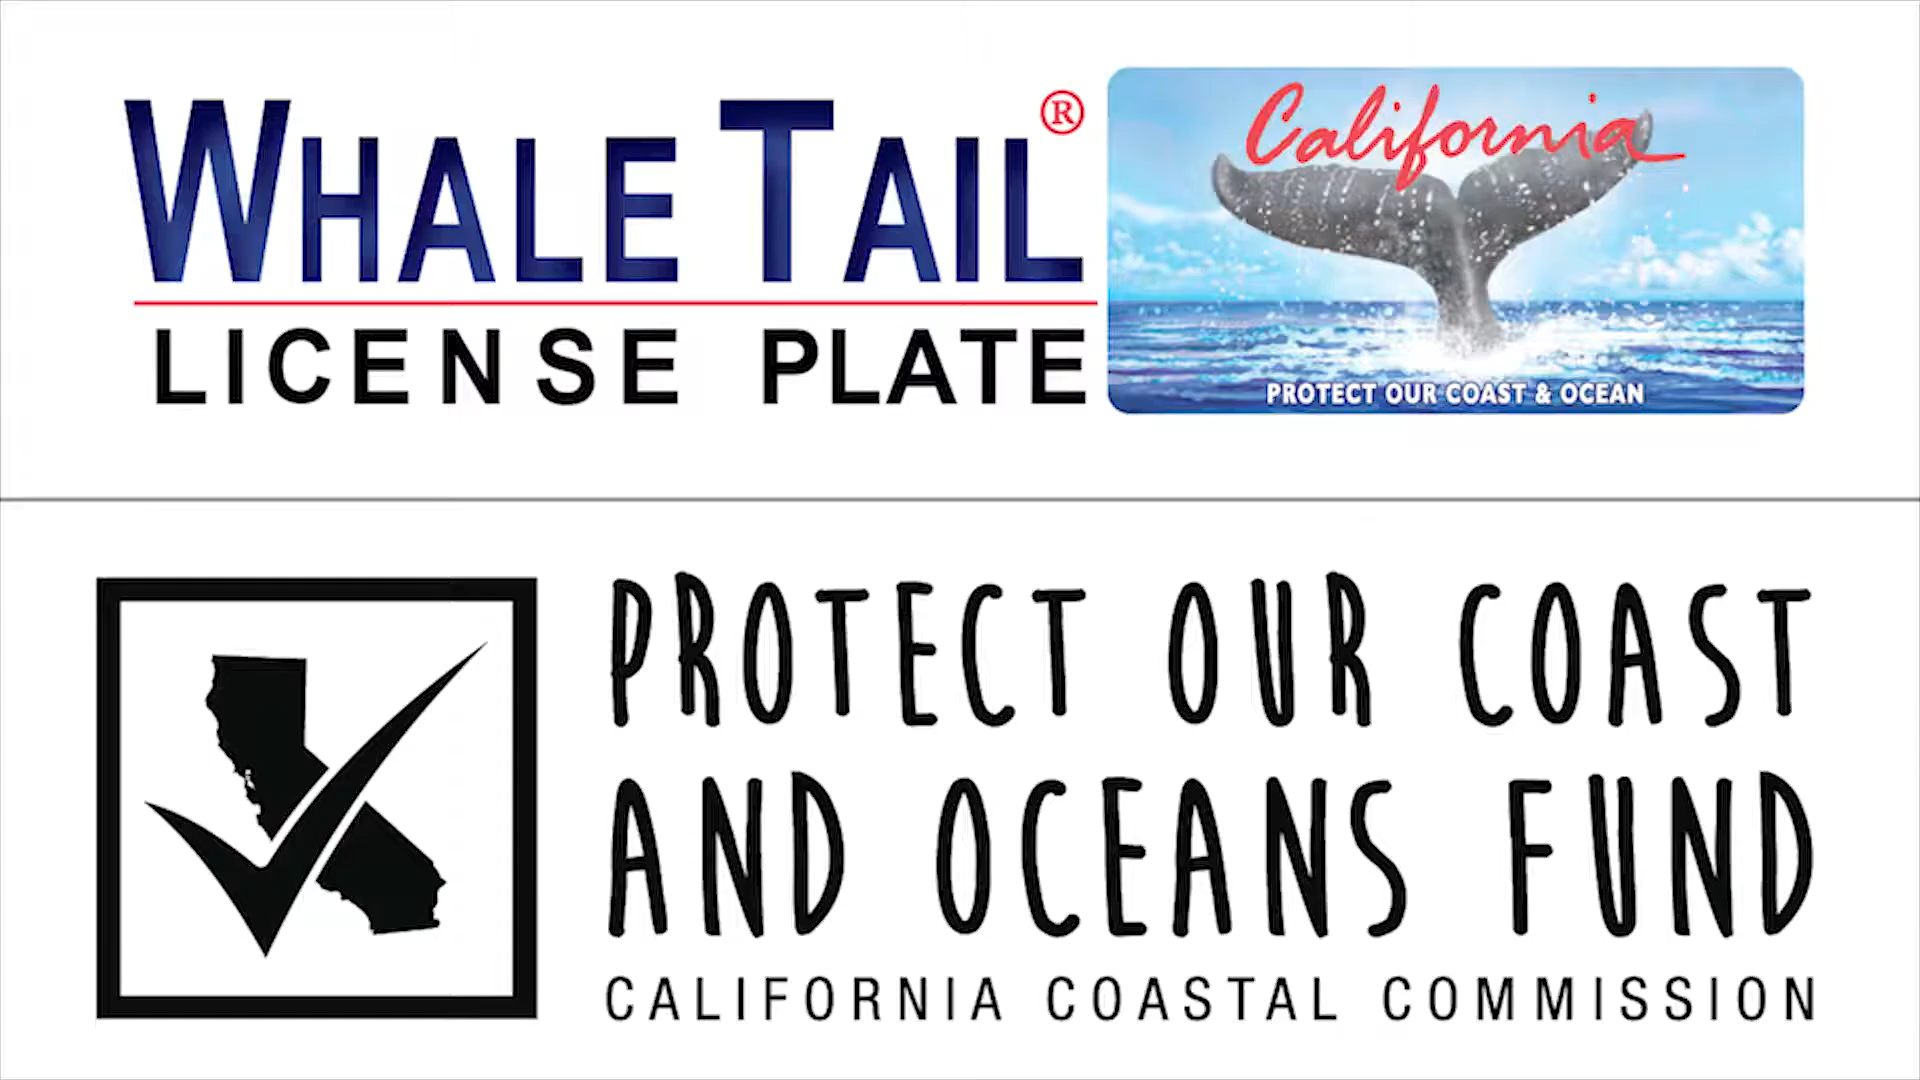 WHALE TAIL®
LICENSE PLATE
California
PROTECT OUR COAST & OCEAN
PROTECT OUR COAST
AND OCEANS FUND
CALIFORNIA COASTAL COMMISSION